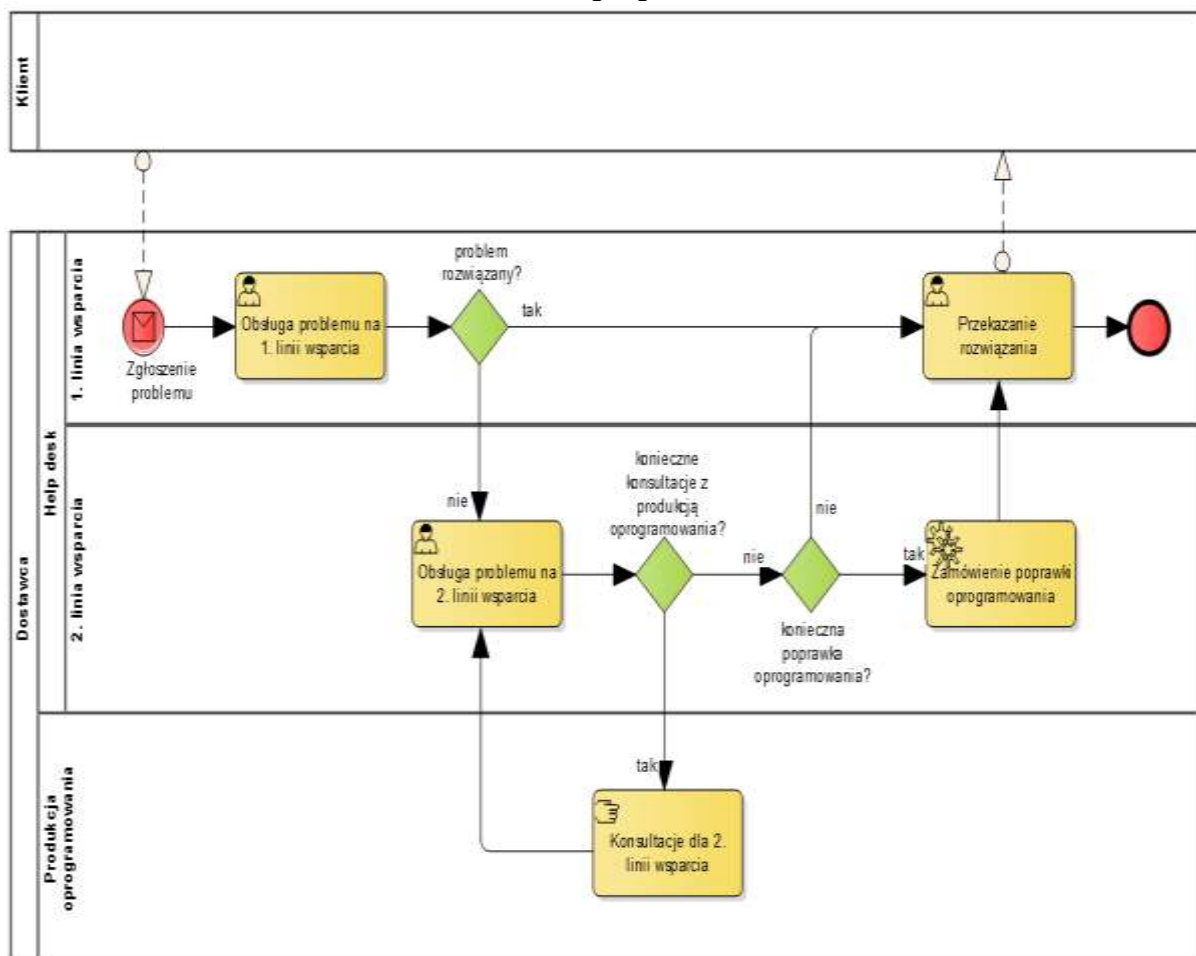 Klient
Dostawca
Help desk
1. linia wsparcia
Zgłoszenie
problemu
Obsługa problemu na
1. linii wsparcia
problem
rozwiązany?
tak
Przekazanie
rozwiązania
2. linia wsparcia
nie
Obsługa problemu na
2. linii wsparcia
konieczne
konsultacje z
produkcją
oprogramowania?
nie
nie
konieczna
poprawka
oprogramowania?
tak
Zamówienie poprawki
oprogramowania
Produkcja
oprogramowania
tak
Konsultacje dla 2.
linii wsparcia